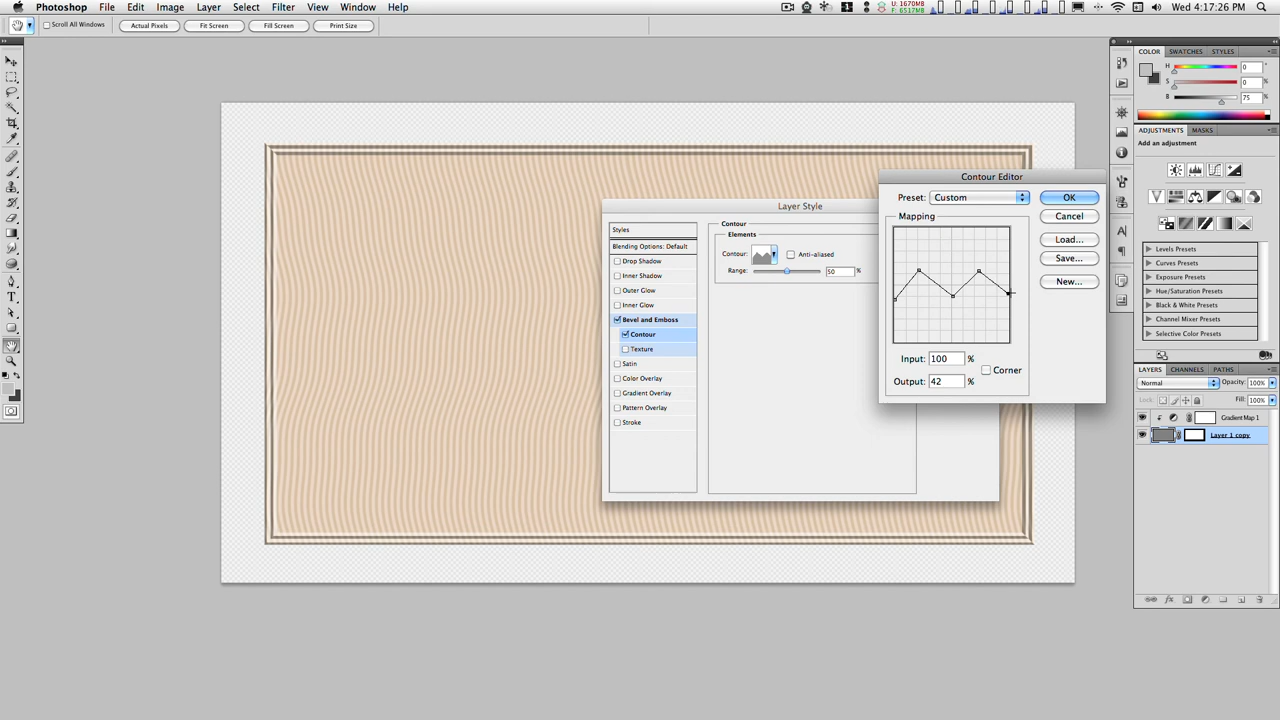 Photoshop File Edit Image Layer Select Filter View Window Help
1 U: 1670MB F: 6517MB Wed 4:17:26 PM
Scroll All Windows Actual Pixels Fit Screen Fill Screen Print Size
COLOR SWATCHES STYLES
H 0 °
S 0 %
B 75 %
ADJUSTMENTS MASKS
Add an adjustment
Levels Presets
Curves Presets
Exposure Presets
Hue/Saturation Presets
Black & White Presets
Channel Mixer Presets
Selective Color Presets
LAYERS CHANNELS PATHS
Normal Opacity: 100%
Lock: Fill: 100%
Gradient Map 1
Layer 1 copy
Layer Style
Styles
Blending Options: Default
Drop Shadow
Inner Shadow
Outer Glow
Inner Glow
Bevel and Emboss
Contour
Texture
Satin
Color Overlay
Gradient Overlay
Pattern Overlay
Stroke
Contour
Elements
Contour: Anti-aliased
Range: 50 %
Contour Editor
Preset: Custom
Mapping
Input: 100 %
Output: 42 %
Corner
OK
Cancel
Load...
Save...
New...